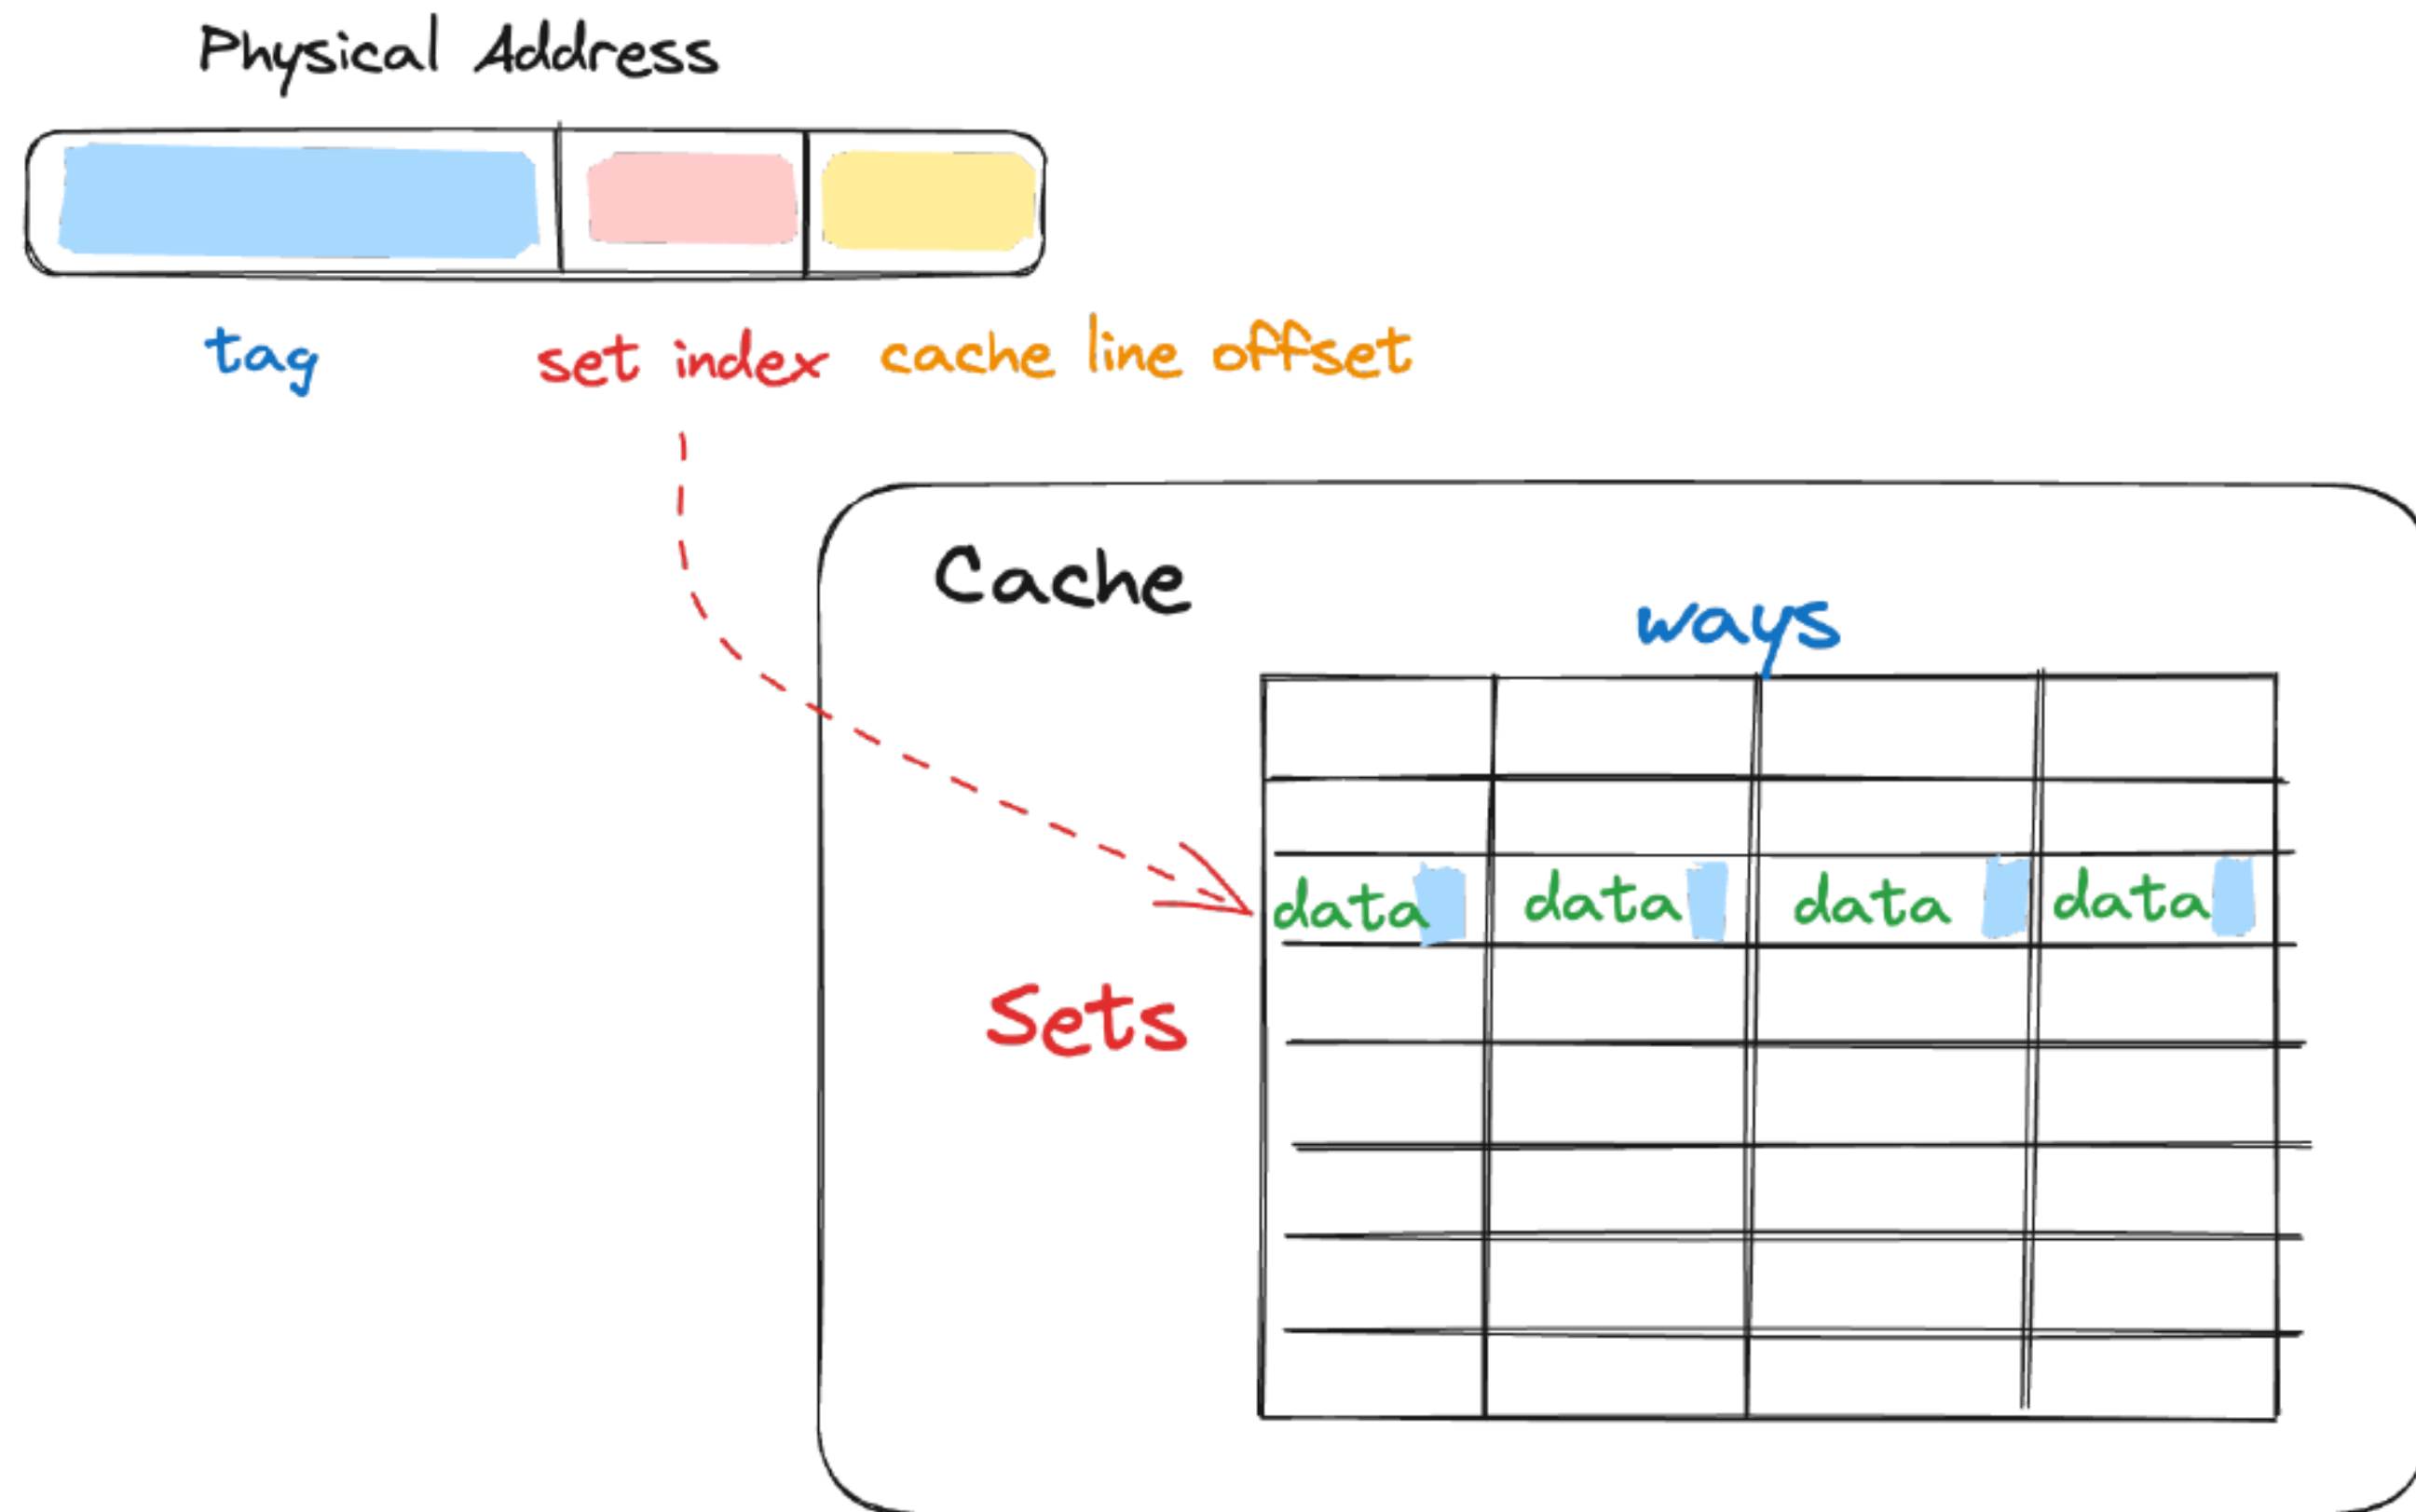 Physical Address
tag set index cache line offset
Cache
ways
data data data data
Sets